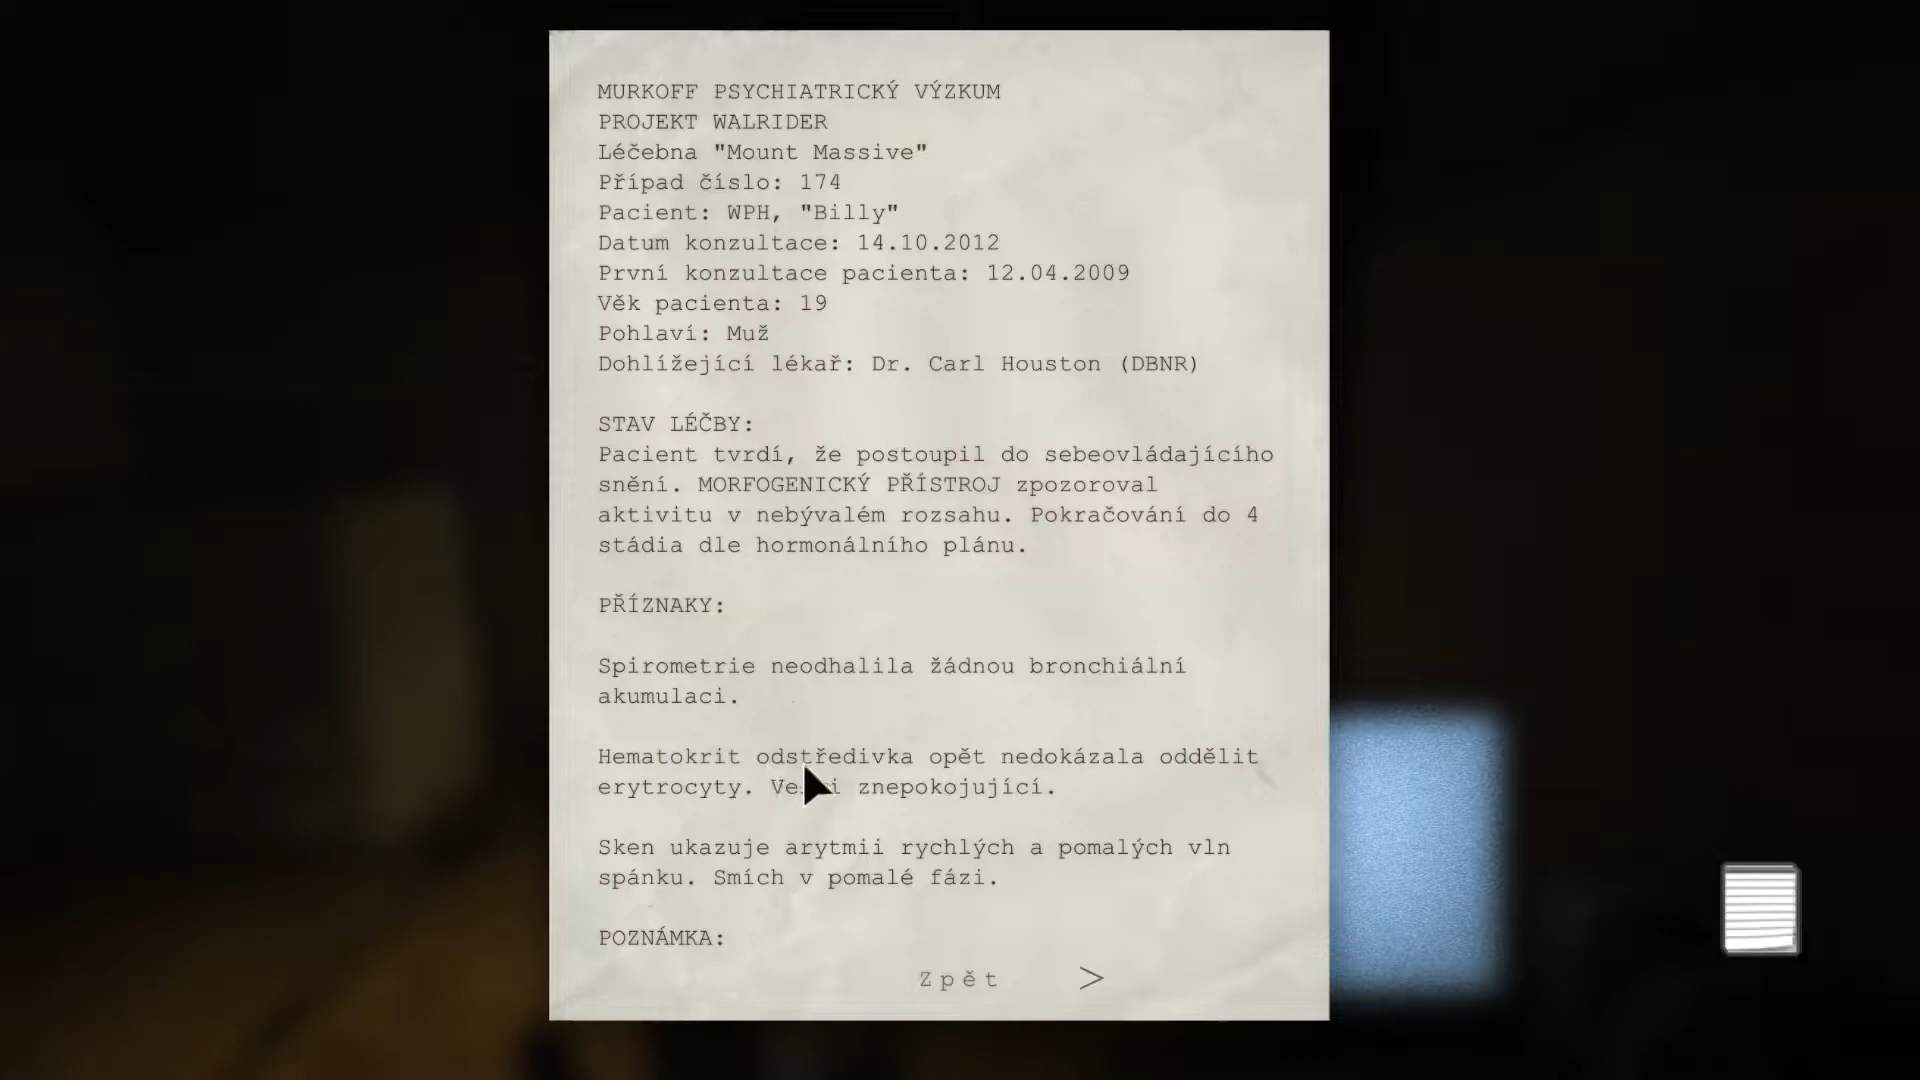 MURKOFF PSYCHIATRICKÝ VÝZKUM
PROJEKT WALRIDER
Léčebna "Mount Massive"
Případ číslo: 174
Pacient: WPH, "Billy"
Datum konzultace: 14.10.2012
První konzultace pacienta: 12.04.2009
Věk pacienta: 19
Pohlaví: Muž
Dohlížející lékař: Dr. Carl Houston (DBNR)
STAV LÉČBY:
Pacient tvrdí, že postoupil do sebeovládajícího
snění. MORFOGENICKÝ PŘÍSTROJ zpozoroval
aktivitu v nebývalém rozsahu. Pokračování do 4
stádia dle hormonálního plánu.
PŘÍZNAKY:
Spirometrie neodhalila žádnou bronchiální
akumulaci.
Hematokrit odstředivka opět nedokázala oddělit
erytrocyty. znepokojující.
Sken ukazuje arytmii rychlých a pomalých vln
spánku. Smích v pomalé fázi.
POZNÁMKA:
Zpět >